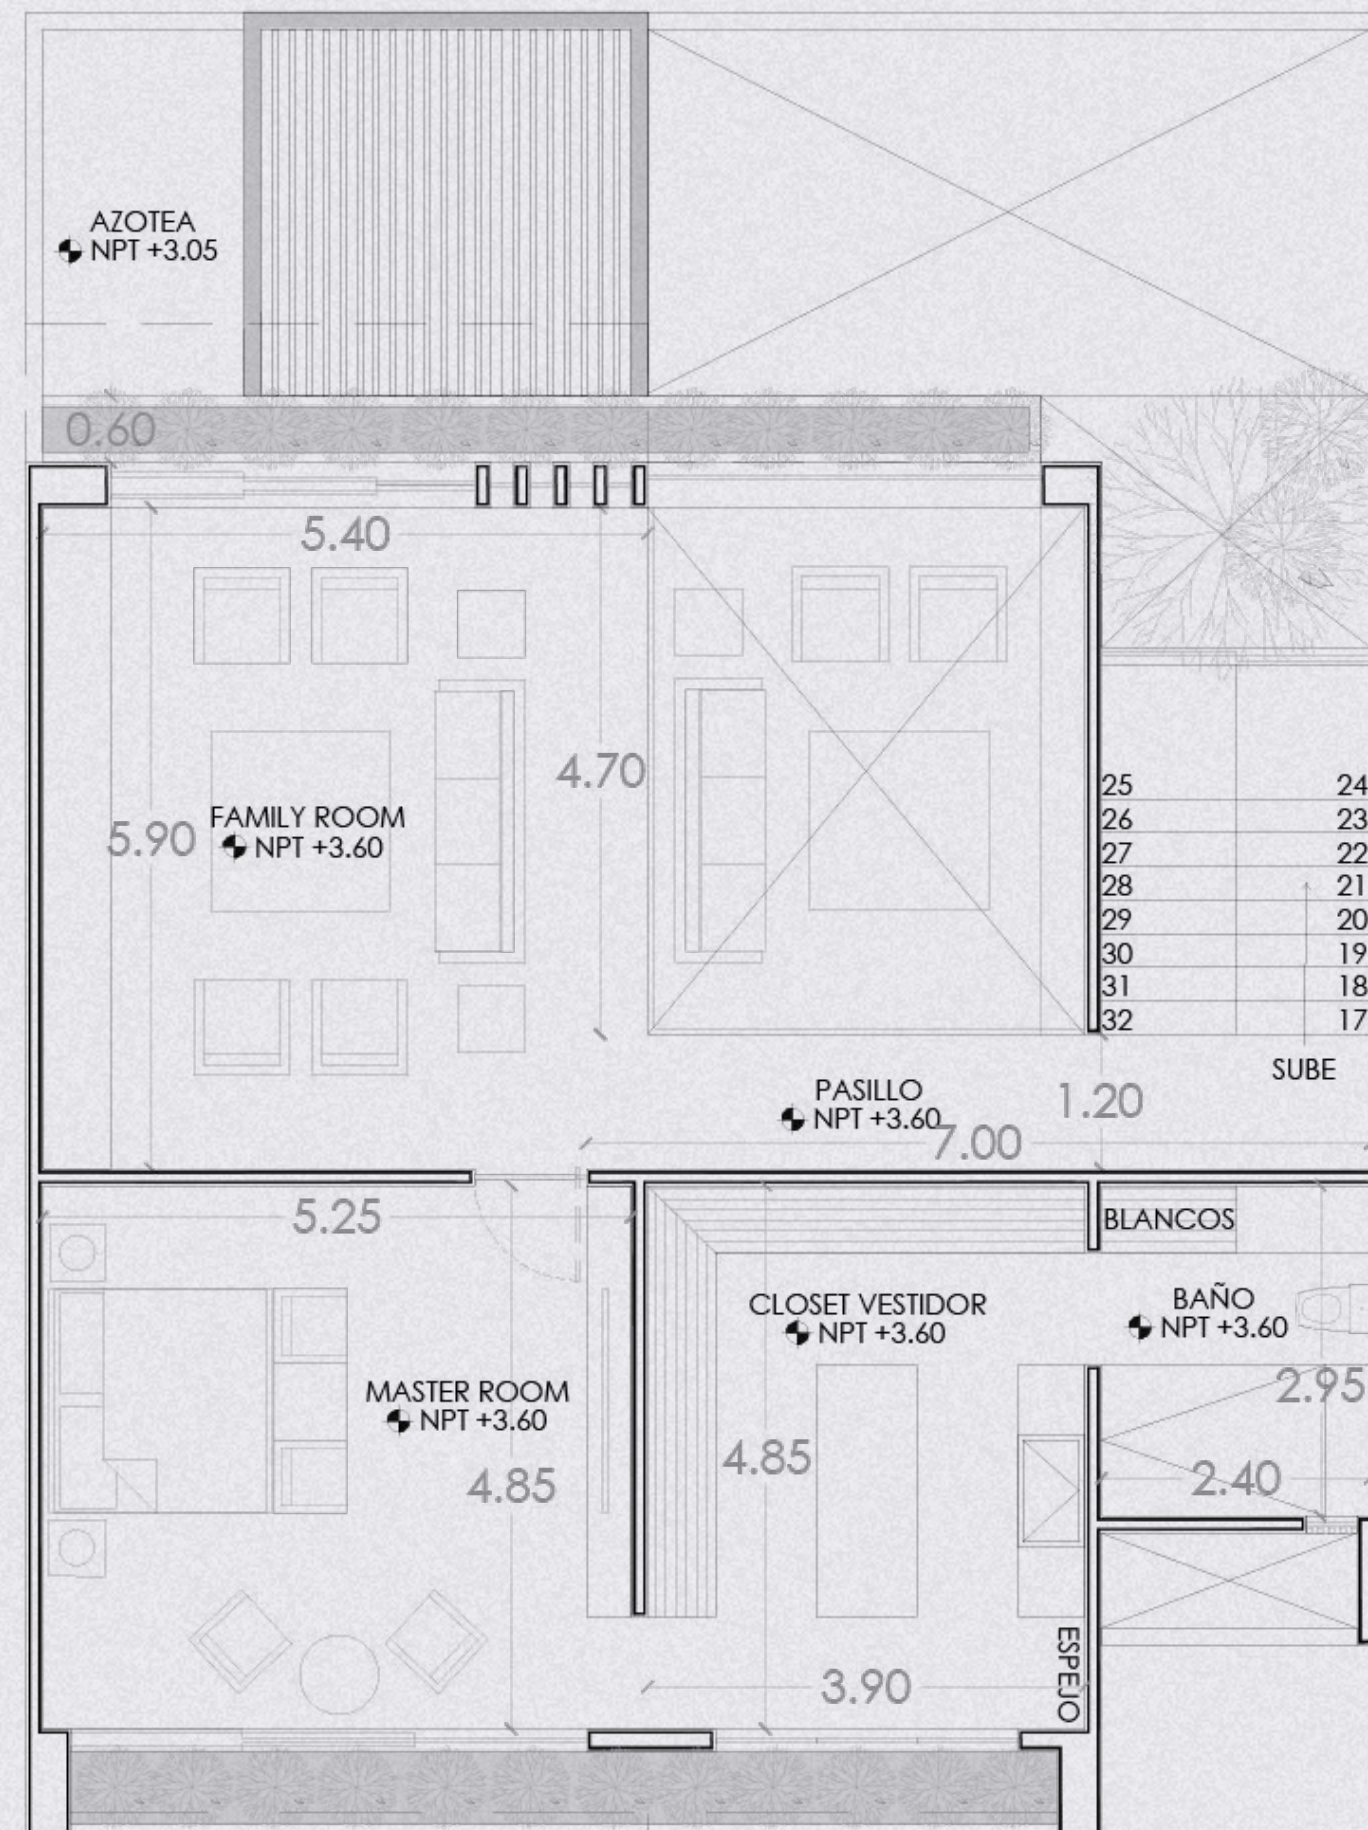 AZOTEA
NPT +3.05
0.60
5.40
4.70
5.90
FAMILY ROOM
NPT +3.60
25 24
26 23
27 22
28 21
29 20
30 19
31 18
32 17
SUBE
PASILLO
NPT +3.60
1.20
7.00
5.25
BLANCOS
CLOSET VESTIDOR
NPT +3.60
BAÑO
NPT +3.60
MASTER ROOM
NPT +3.60
2.95
4.85
4.85
2.40
ESPEJO
3.90